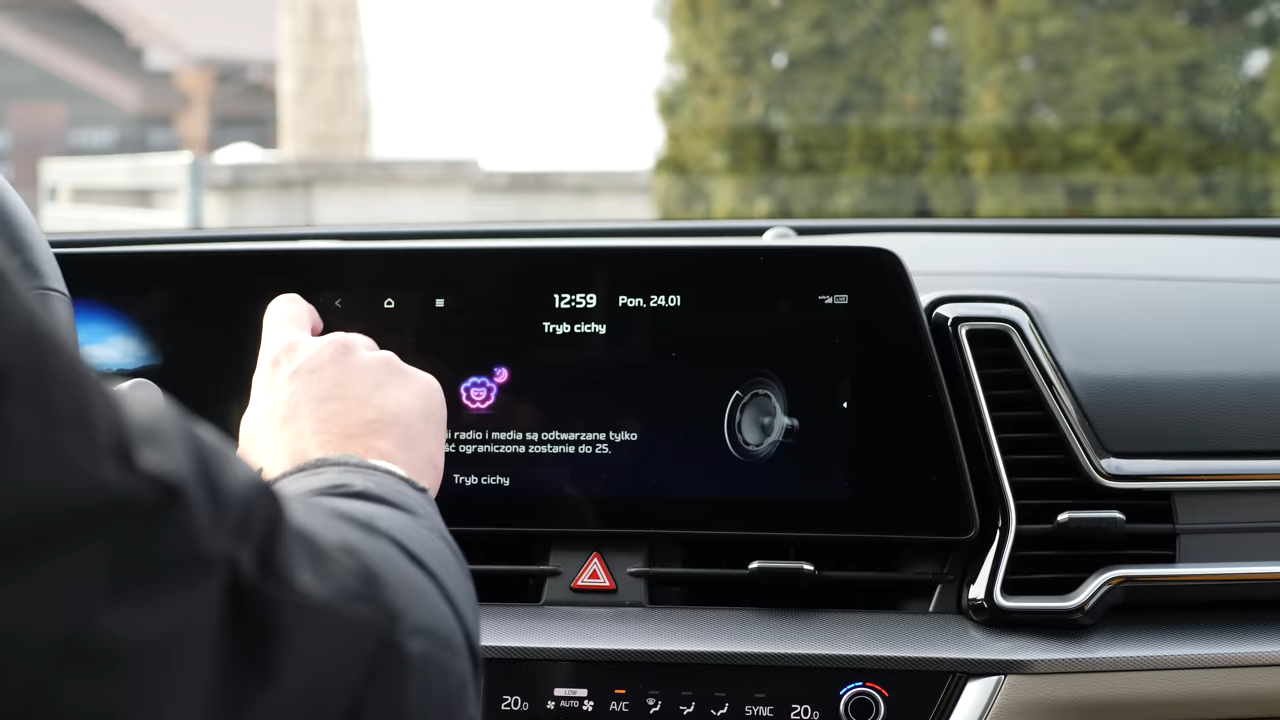 12:59 Pon, 24.01
Tryb cichy
radio i media są odtwarzane tylko
ograniczona zostanie do 25.
Tryb cichy
LOW
20.0 AUTO A/C SYNC 20.0